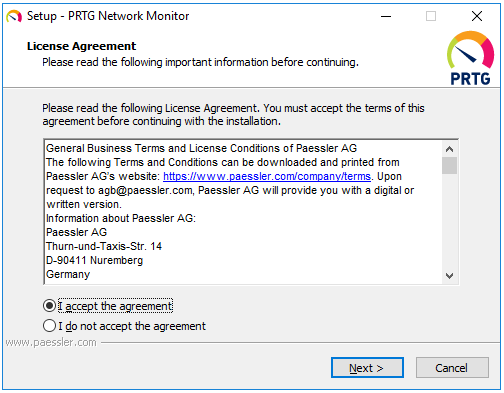 Setup - PRTG Network Monitor
License Agreement
Please read the following important information before continuing.
PRTG
Please read the following License Agreement. You must accept the terms of this
agreement before continuing with the installation.
General Business Terms and License Conditions of Paessler AG
The following Terms and Conditions can be downloaded and printed from
Paessler AG's website: https://www.paessler.com/company/terms. Upon
request to agb@paessler.com, Paessler AG will provide you with a digital or
written version.
Information about Paessler AG:
Paessler AG
Thurn-und-Taxis-Str. 14
D-90411 Nuremberg
Germany
I accept the agreement
I do not accept the agreement
www.paessler.com
Next >
Cancel